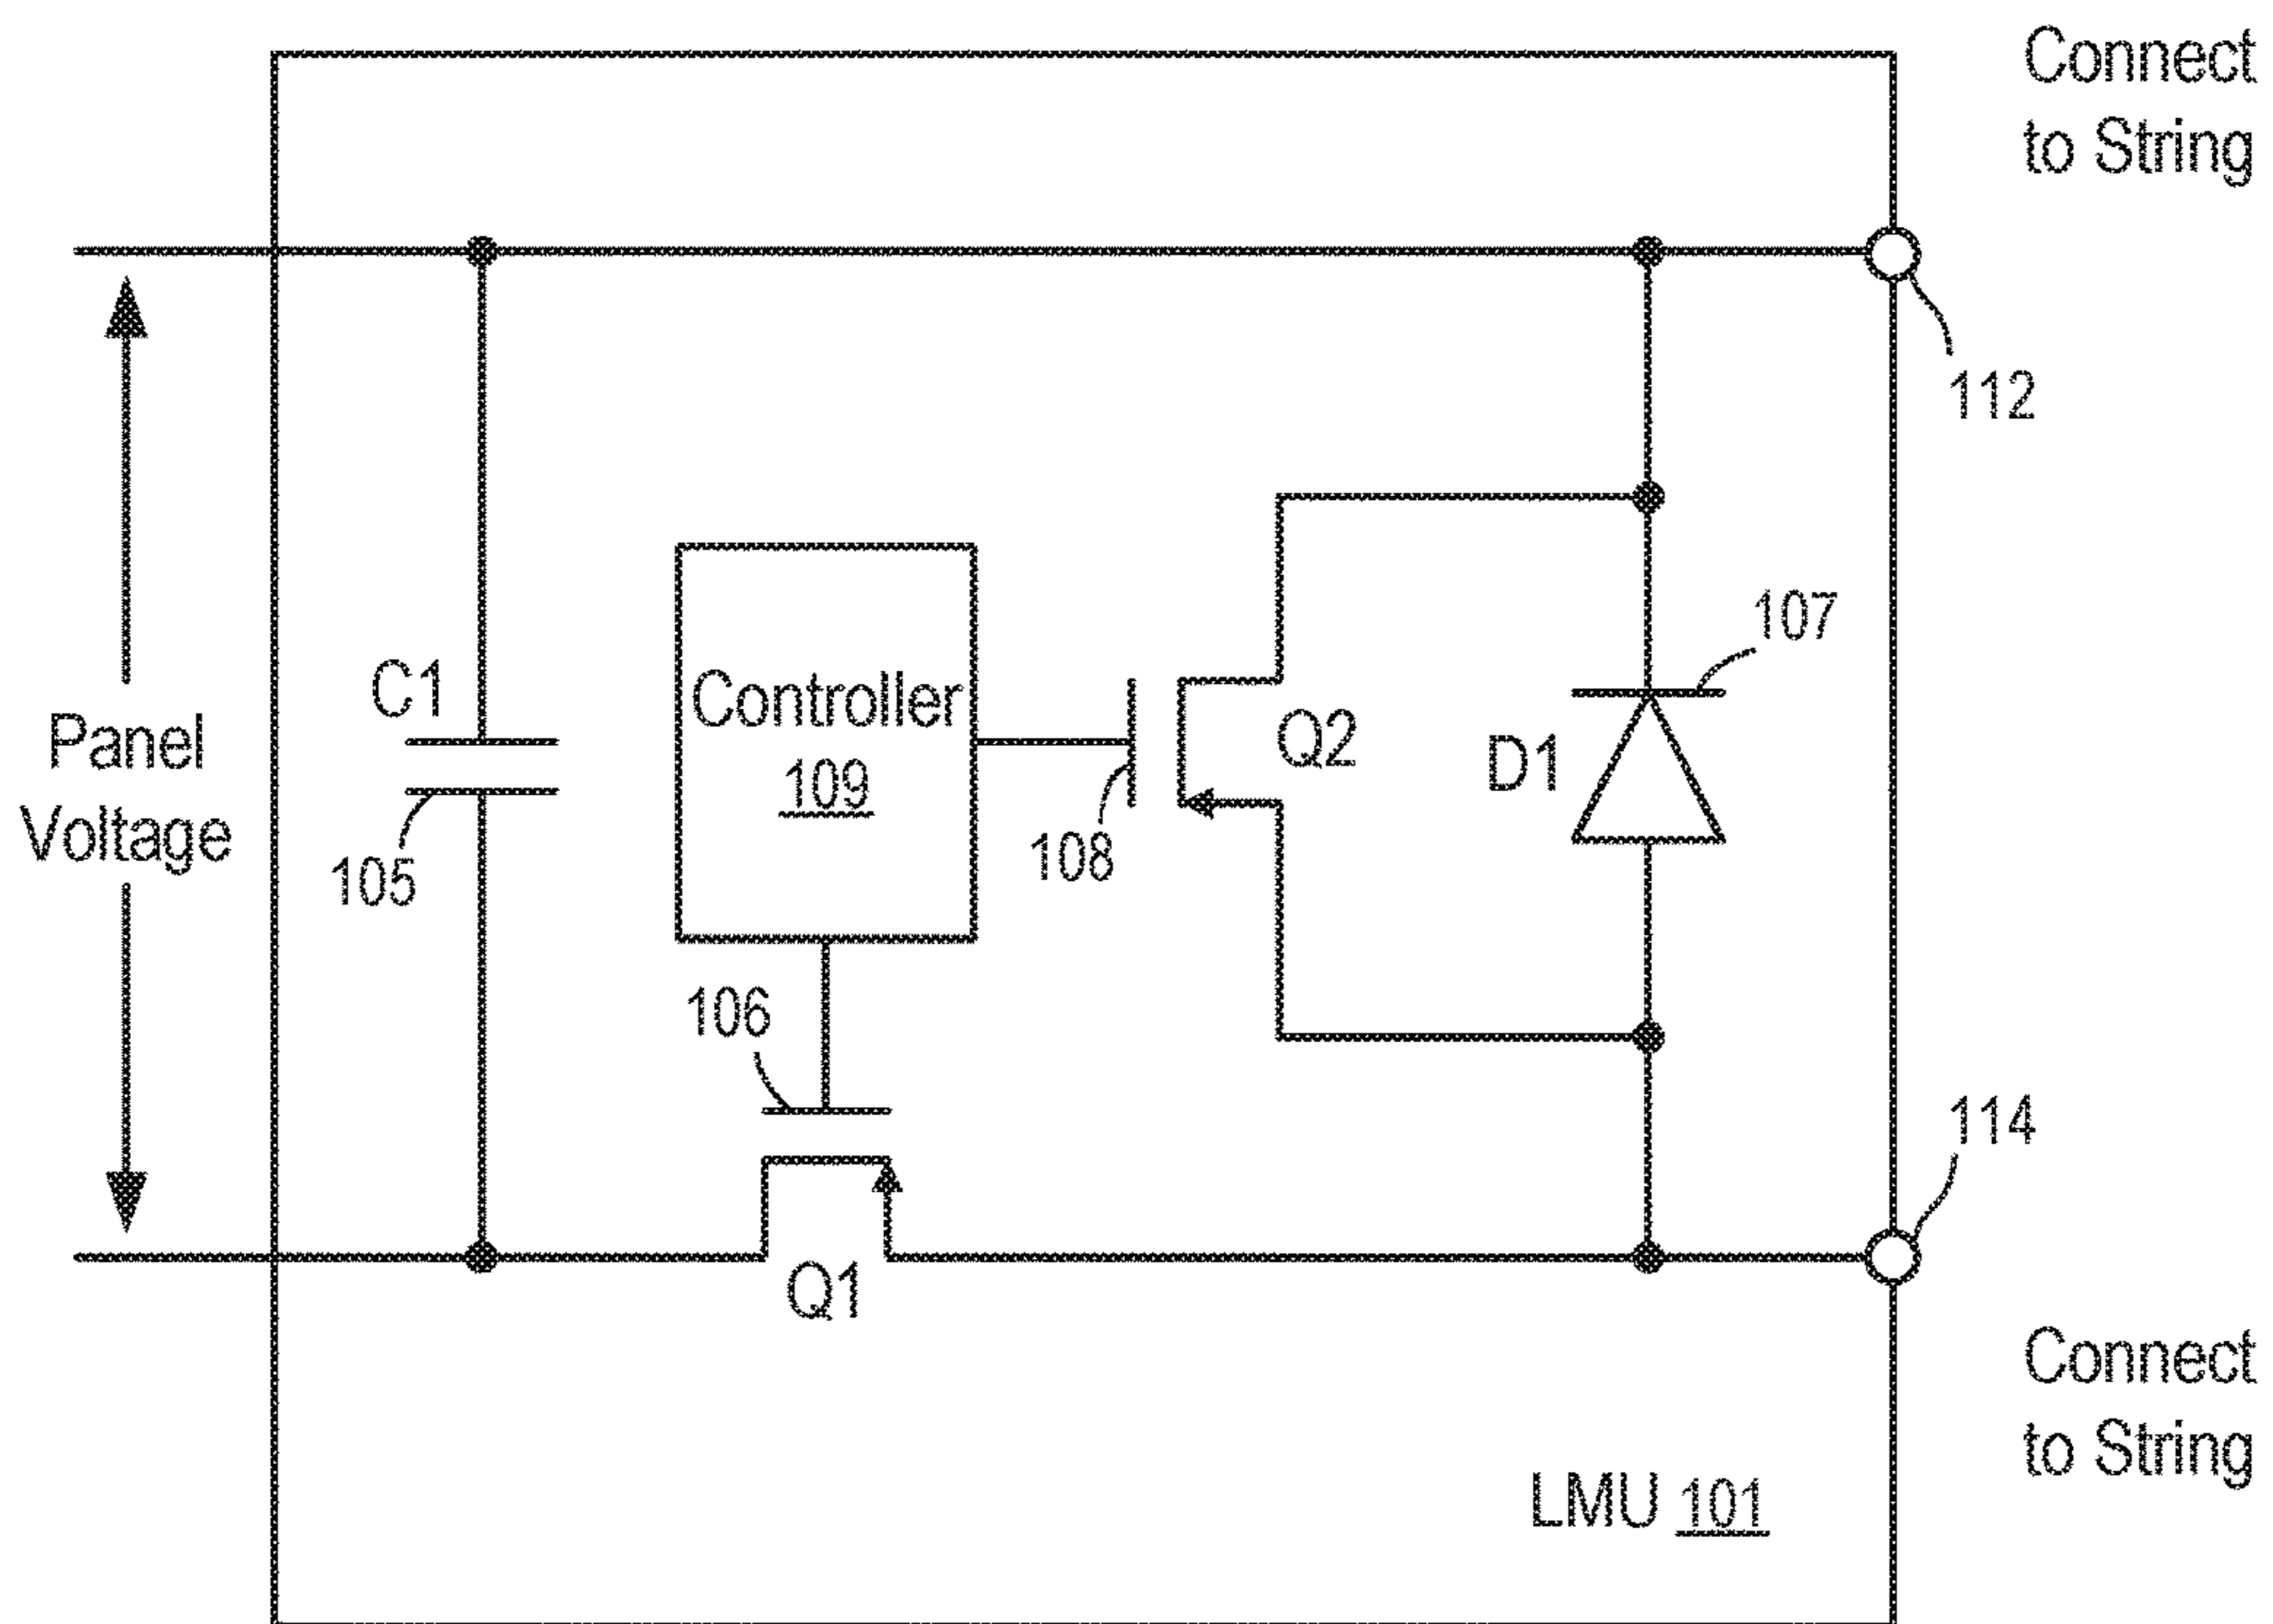 Connect
to String
112
107
C1
Controller
109
Q2
D1
Panel
Voltage
105
108
106
114
Q1
Connect
to String
LMU 101